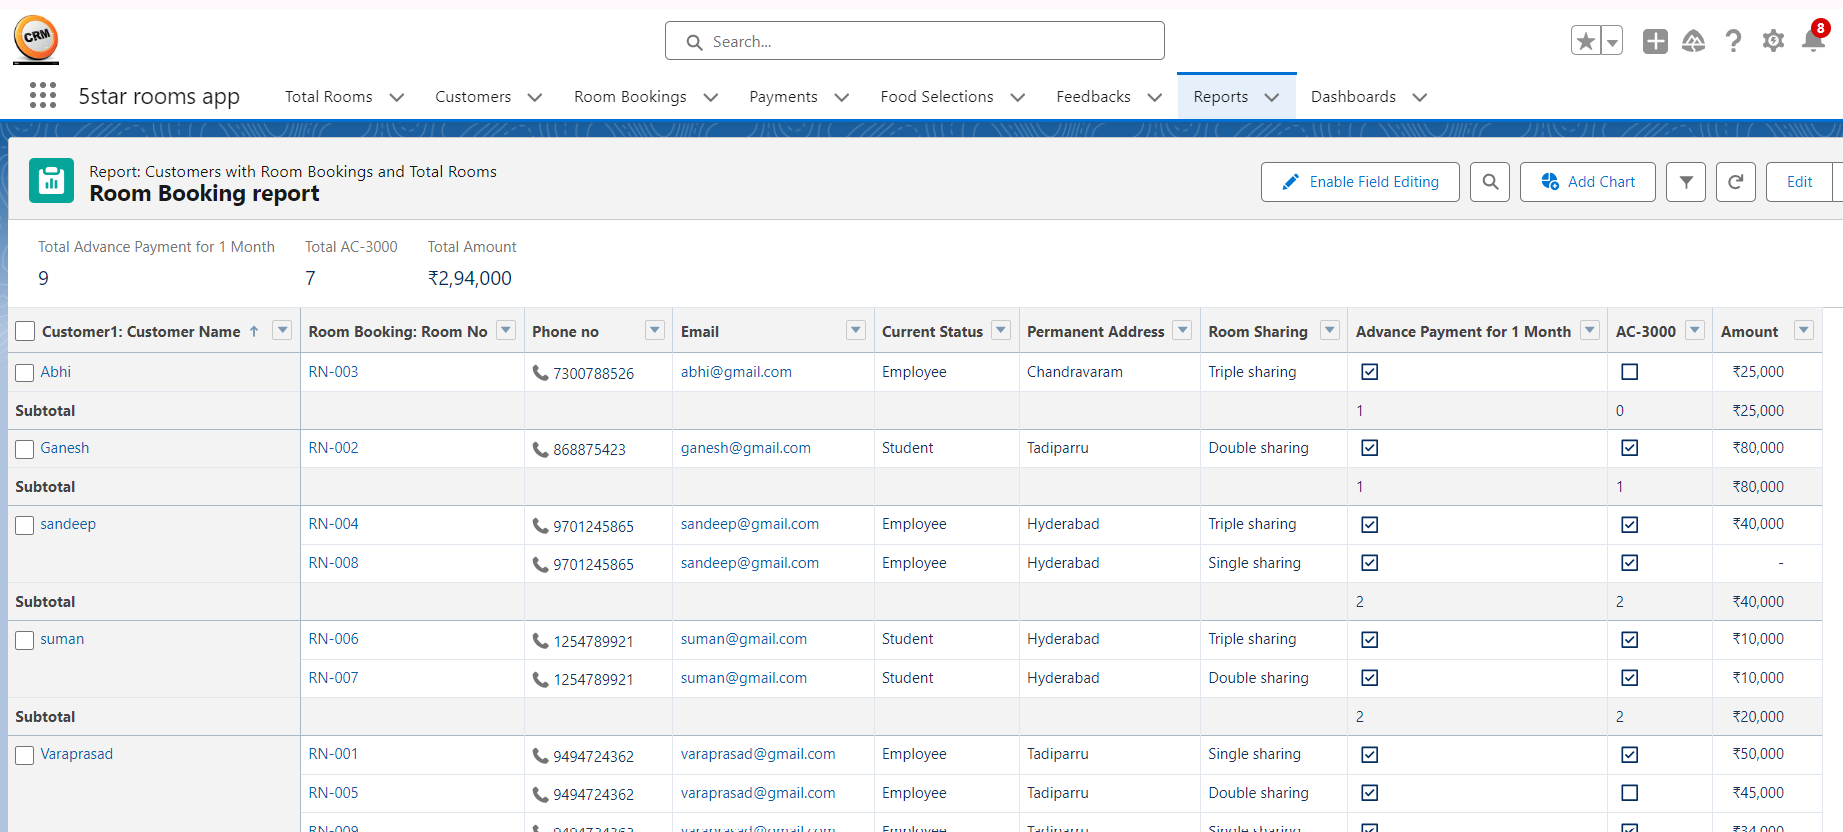 CRM
Search...
8
5star rooms app
Total Rooms
Customers
Room Bookings
Payments
Food Selections
Feedbacks
Reports
Dashboards
Report: Customers with Room Bookings and Total Rooms
Room Booking report
Enable Field Editing
Add Chart
Edit
Total Advance Payment for 1 Month Total AC-3000 Total Amount
9 7 ₹2,94,000
Customer1: Customer Name ↑ Room Booking: Room No Phone no Email Current Status Permanent Address Room Sharing Advance Payment for 1 Month AC-3000 Amount
Abhi RN-003 7300788526 abhi@gmail.com Employee Chandravaram Triple sharing ₹25,000
Subtotal 1 0 ₹25,000
Ganesh RN-002 868875423 ganesh@gmail.com Student Tadiparru Double sharing ₹80,000
Subtotal 1 1 ₹80,000
sandeep RN-004 9701245865 sandeep@gmail.com Employee Hyderabad Triple sharing ₹40,000
RN-008 9701245865 sandeep@gmail.com Employee Hyderabad Single sharing -
Subtotal 2 2 ₹40,000
suman RN-006 1254789921 suman@gmail.com Student Hyderabad Triple sharing ₹10,000
RN-007 1254789921 suman@gmail.com Student Hyderabad Double sharing ₹10,000
Subtotal 2 2 ₹20,000
Varaprasad RN-001 9494724362 varaprasad@gmail.com Employee Tadiparru Single sharing ₹50,000
RN-005 9494724362 varaprasad@gmail.com Employee Tadiparru Double sharing ₹45,000
RN-009 9494724362 varaprasad@gmail.com Employee Tadiparru Single sharing ₹34,000